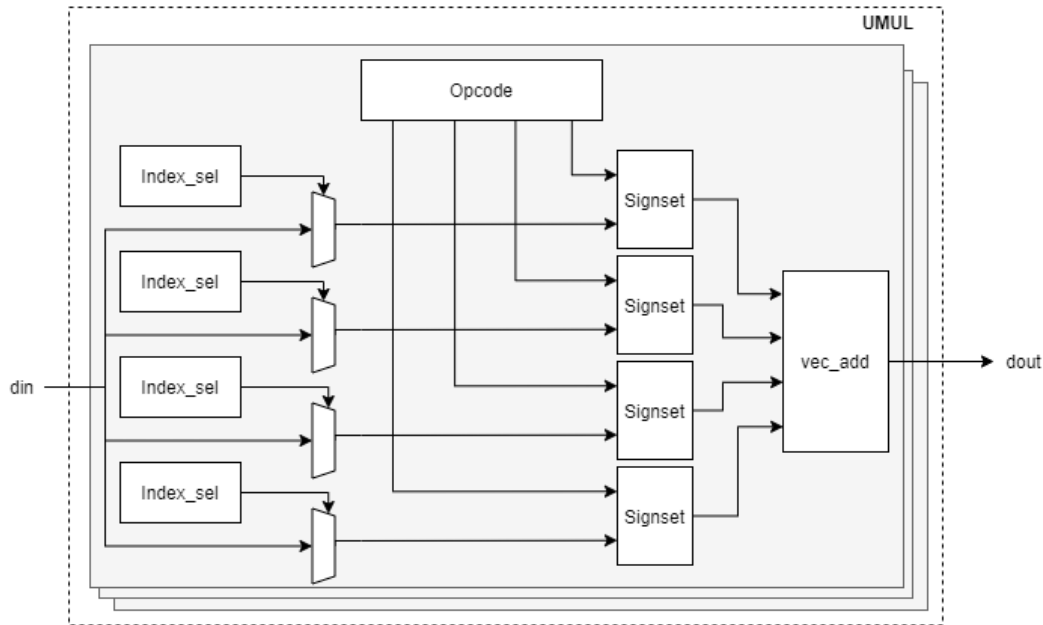 UMUL
Opcode
Index_sel
Signset
Index_sel
Signset
vec_add
din
dout
Index_sel
Signset
Index_sel
Signset